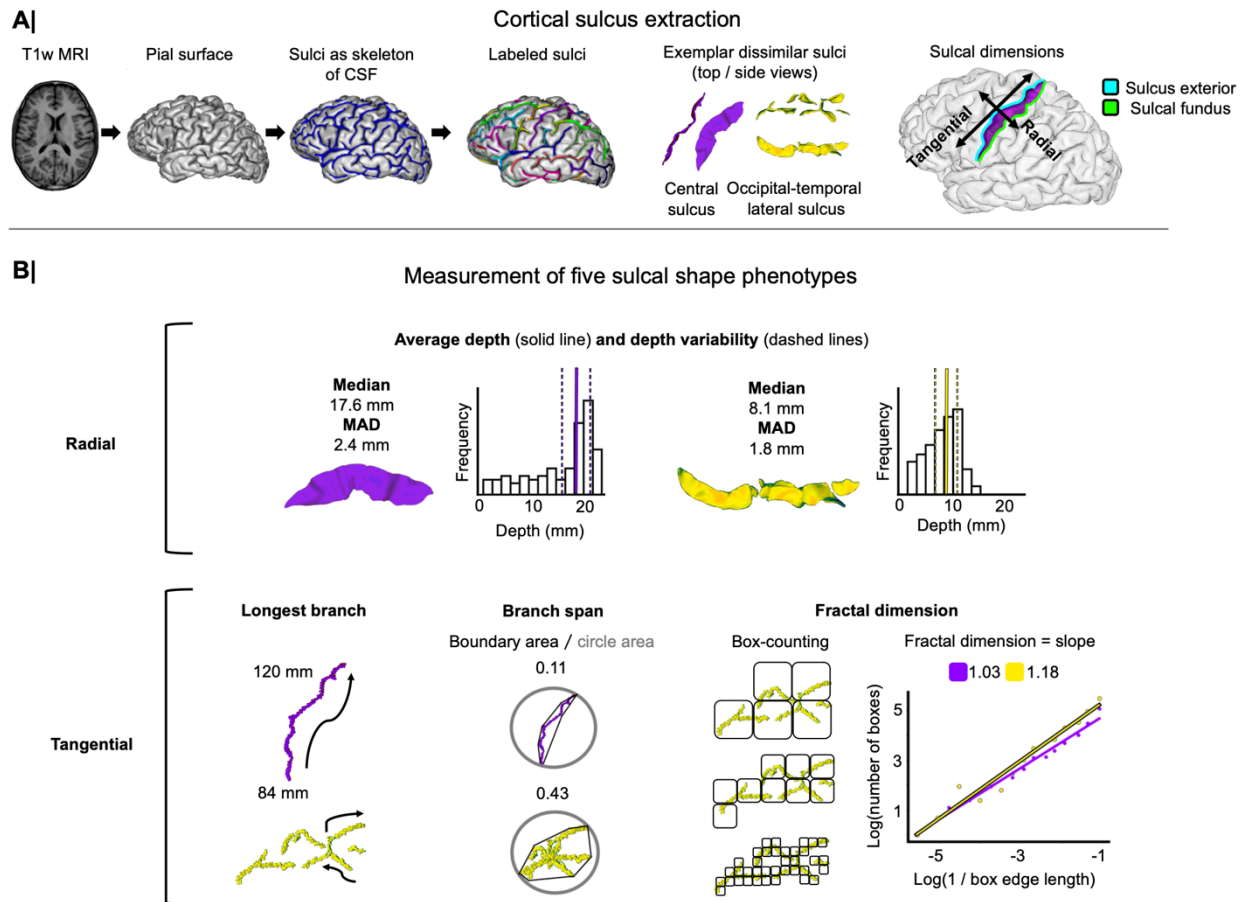 A|
Cortical sulcus extraction
T1w MRI
Pial surface
Sulci as skeleton
of CSF
Labeled sulci
Exemplar dissimilar sulci
(top / side views)
Central
sulcus
Occipital-temporal
lateral sulcus
Sulcal dimensions
Tangential
Radial
Sulcus exterior
Sulcal fundus
B|
Measurement of five sulcal shape phenotypes
Radial
Average depth (solid line) and depth variability (dashed lines)
Median
17.6 mm
MAD
2.4 mm
Frequency
0 10 20
Depth (mm)
Median
8.1 mm
MAD
1.8 mm
Frequency
0 10 20
Depth (mm)
Tangential
Longest branch
120 mm
84 mm
Branch span
Boundary area / circle area
0.11
0.43
Fractal dimension
Box-counting
Fractal dimension = slope
1.03 1.18
Log(number of boxes)
5
3
1
-5 -3 -1
Log(1 / box edge length)